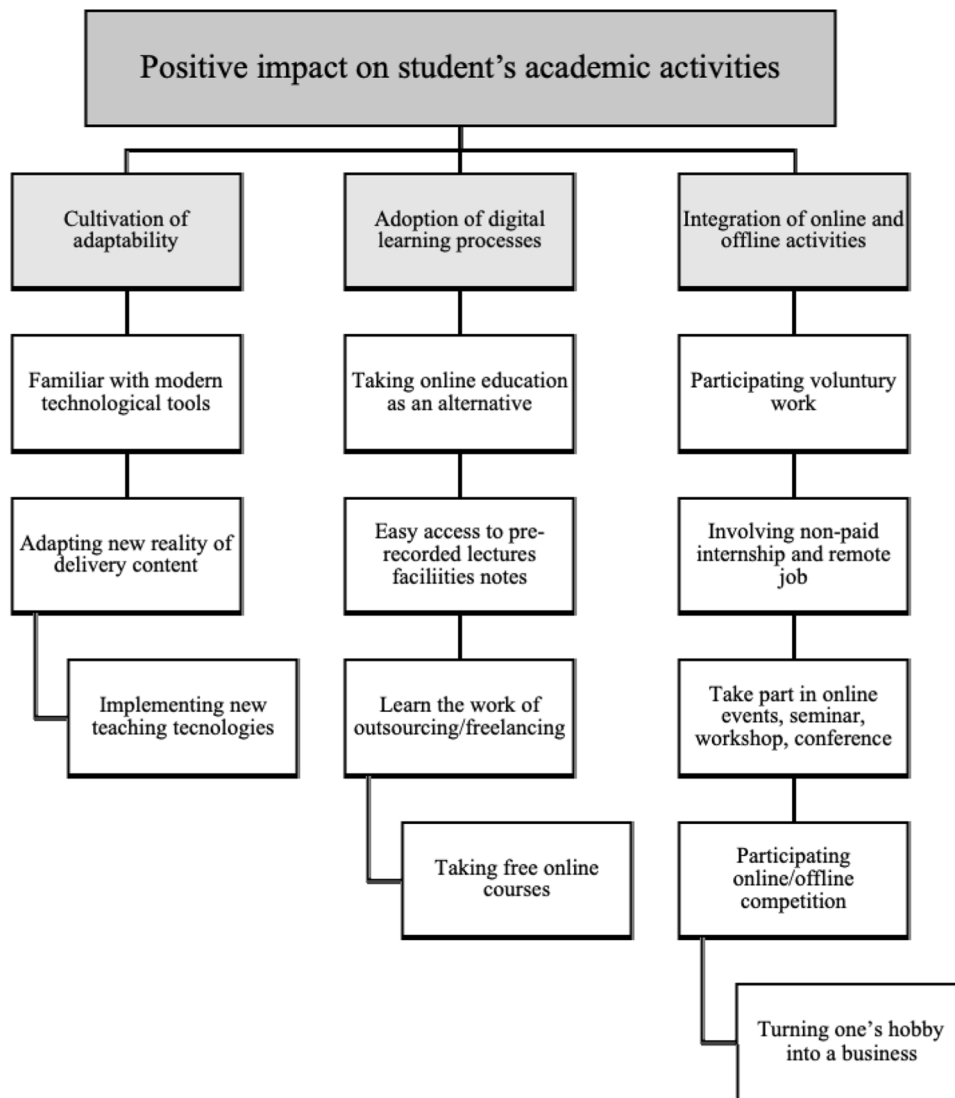 Positive impact on student’s academic activities
Cultivation of
adaptability
Familiar with modern
technological tools
Adapting new reality of
delivery content
Implementing new
teaching tecnologies
Adoption of digital
learning processes
Taking online education
as an alternative
Easy access to pre-
recorded lectures
faciliities notes
Learn the work of
outsourcing/freelancing
Taking free online
courses
Integration of online and
offline activities
Participating voluntury
work
Involving non-paid
internship and remote
job
Take part in online
events, seminar,
workshop, conference
Participating
online/offline
competition
Turning one’s hobby
into a business